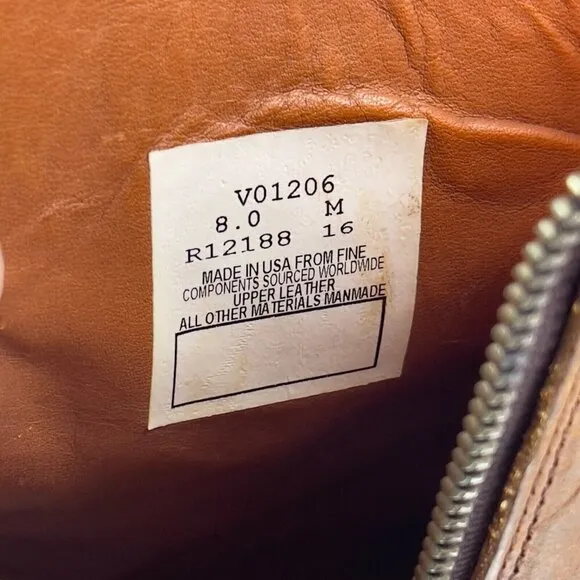 V01206
8.0 M
R12188 16
MADE IN USA FROM FINE
COMPONENTS SOURCED WORLDWIDE
UPPER LEATHER
ALL OTHER MATERIALS MANMADE